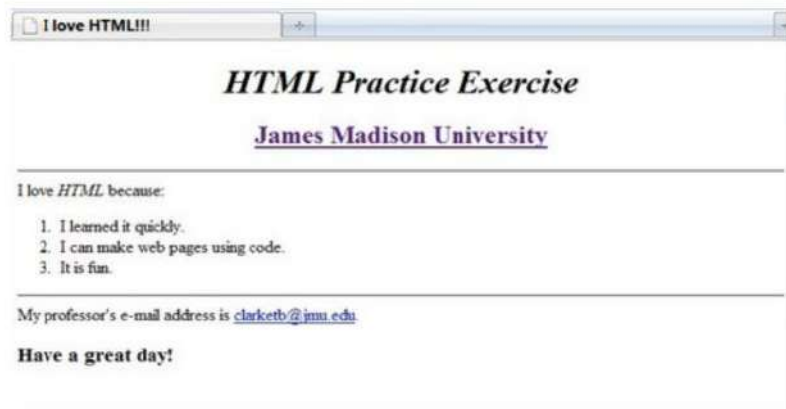 I love HTML!!!
HTML Practice Exercise
James Madison University
I love HTML because:
1. I learned it quickly.
2. I can make web pages using code.
3. It is fun.
My professor's e-mail address is clarketb@jmu.edu.
Have a great day!